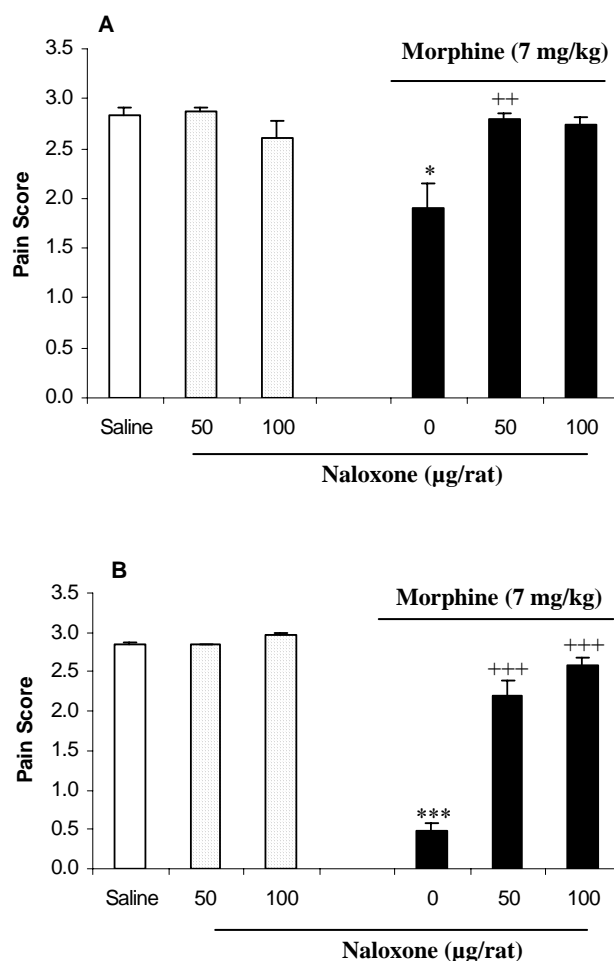 A
Morphine (7 mg/kg)
3.5
3.0
2.5
2.0
1.5
1.0
0.5
0.0
Pain Score
++
*
Saline 50 100 0 50 100
Naloxone (µg/rat)
B
Morphine (7 mg/kg)
3.5
3.0
2.5
2.0
1.5
1.0
0.5
0.0
Pain Score
+++ +++
***
Saline 50 100 0 50 100
Naloxone (µg/rat)